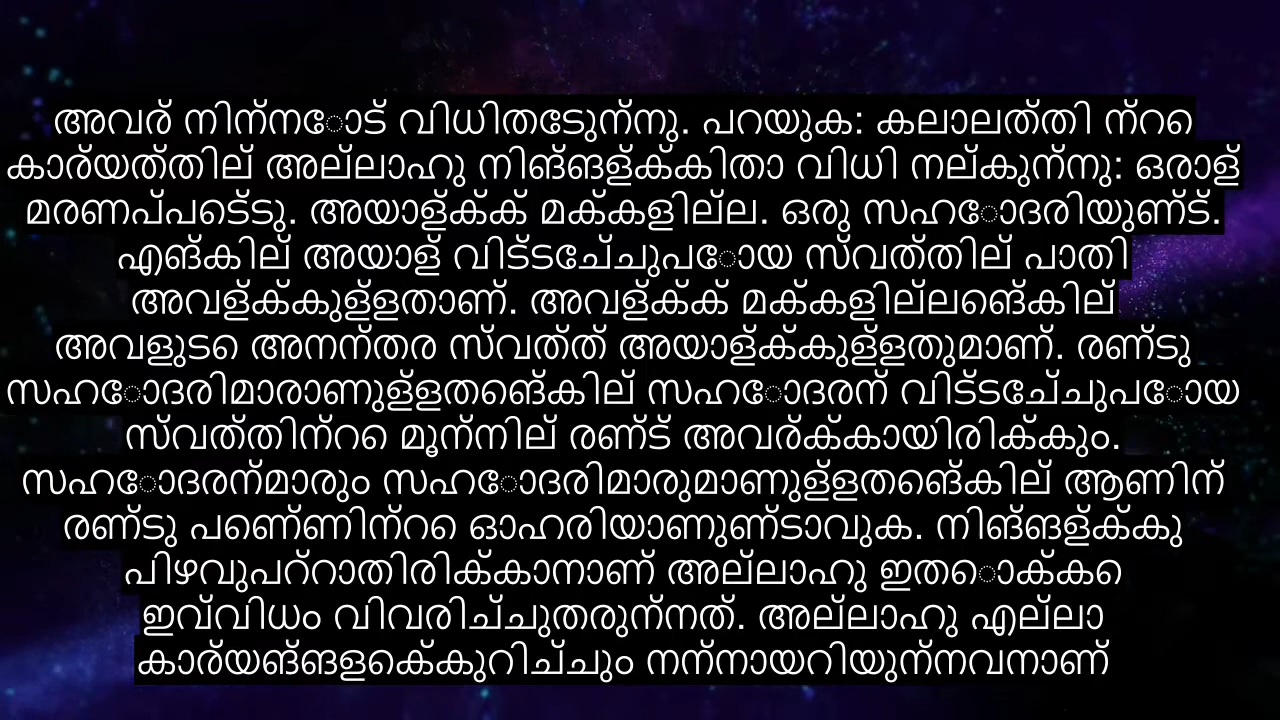 അവര് നിന്നോട് വിധിതേടുന്നു. പറയുക: കലാലത്തി ന്റെ
കാര്യത്തില് അല്ലാഹു നിങ്ങള്ക്കിതാ വിധി നല്കുന്നു: ഒരാള്
മരണപ്പെട്ടു. അയാള്ക്ക് മക്കളില്ല. ഒരു സഹോദരിയുണ്ട്.
എങ്കില് അയാള് വിട്ടേച്ചുപോയ സ്വത്തില് പാതി
അവള്ക്കുള്ളതാണ്. അവള്ക്ക് മക്കളില്ലെങ്കില്
അവളുടെ അനന്തര സ്വത്ത് അയാള്ക്കുള്ളതുമാണ്. രണ്ടു
സഹോദരിമാരാണുള്ളതെങ്കില് സഹോദരന് വിട്ടേച്ചുപോയ
സ്വത്തിന്റെ മൂന്നില് രണ്ട് അവര്ക്കായിരിക്കും.
സഹോദരന്മാരും സഹോദരിമാരുമാണുള്ളതെങ്കില് ആണിന്
രണ്ടു പെണ്ണിന്റെ ഓഹരിയാണുണ്ടാവുക. നിങ്ങള്ക്കു
പിഴവുപറ്റാതിരിക്കാനാണ് അല്ലാഹു ഇതൊക്കെ
ഇവ്വിധം വിവരിച്ചുതരുന്നത്. അല്ലാഹു എല്ലാ
കാര്യങ്ങളെക്കുറിച്ചും നന്നായറിയുന്നവനാണ്